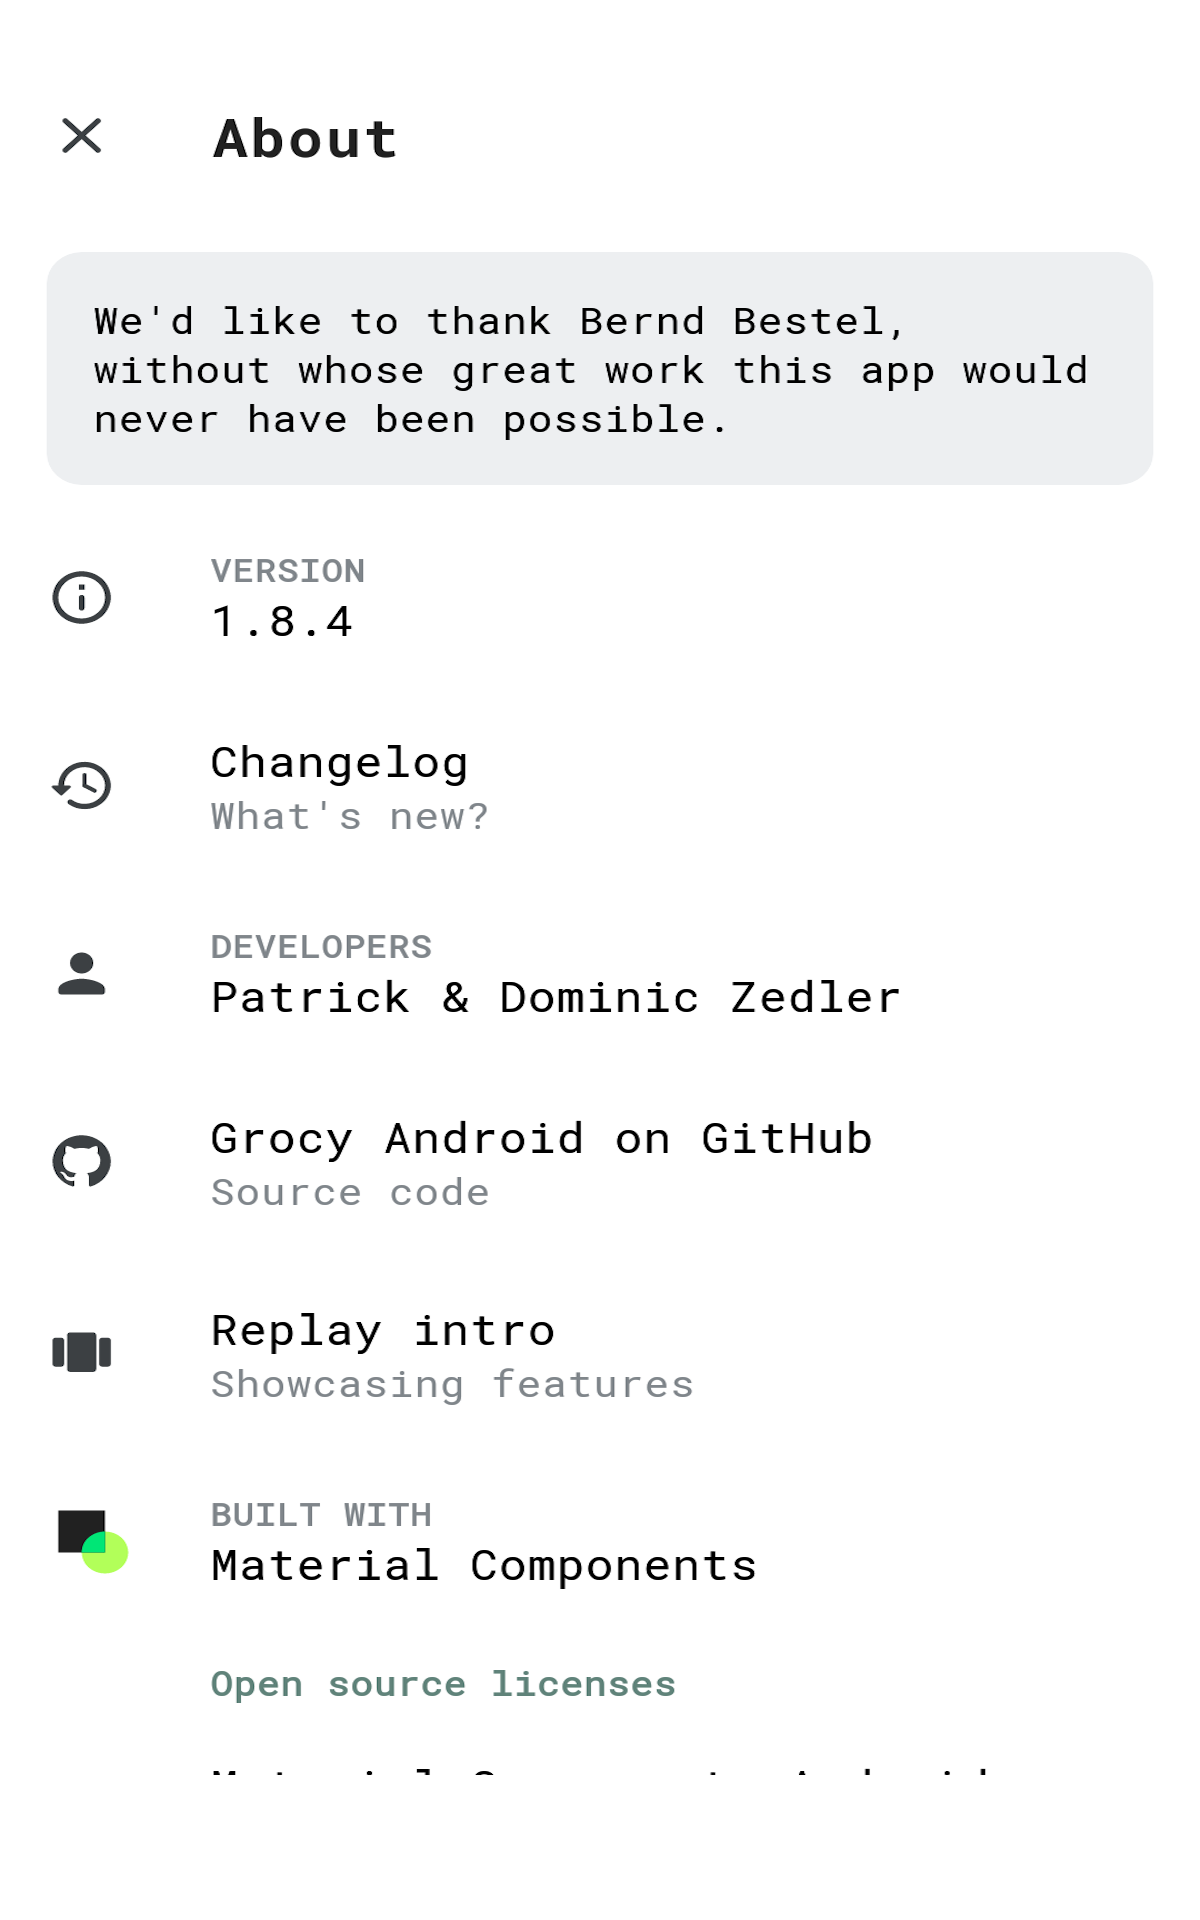 About
We'd like to thank Bernd Bestel,
without whose great work this app would
never have been possible.
VERSION
1.8.4
Changelog
What's new?
DEVELOPERS
Patrick & Dominic Zedler
Grocy Android on GitHub
Source code
Replay intro
Showcasing features
BUILT WITH
Material Components
Open source licenses